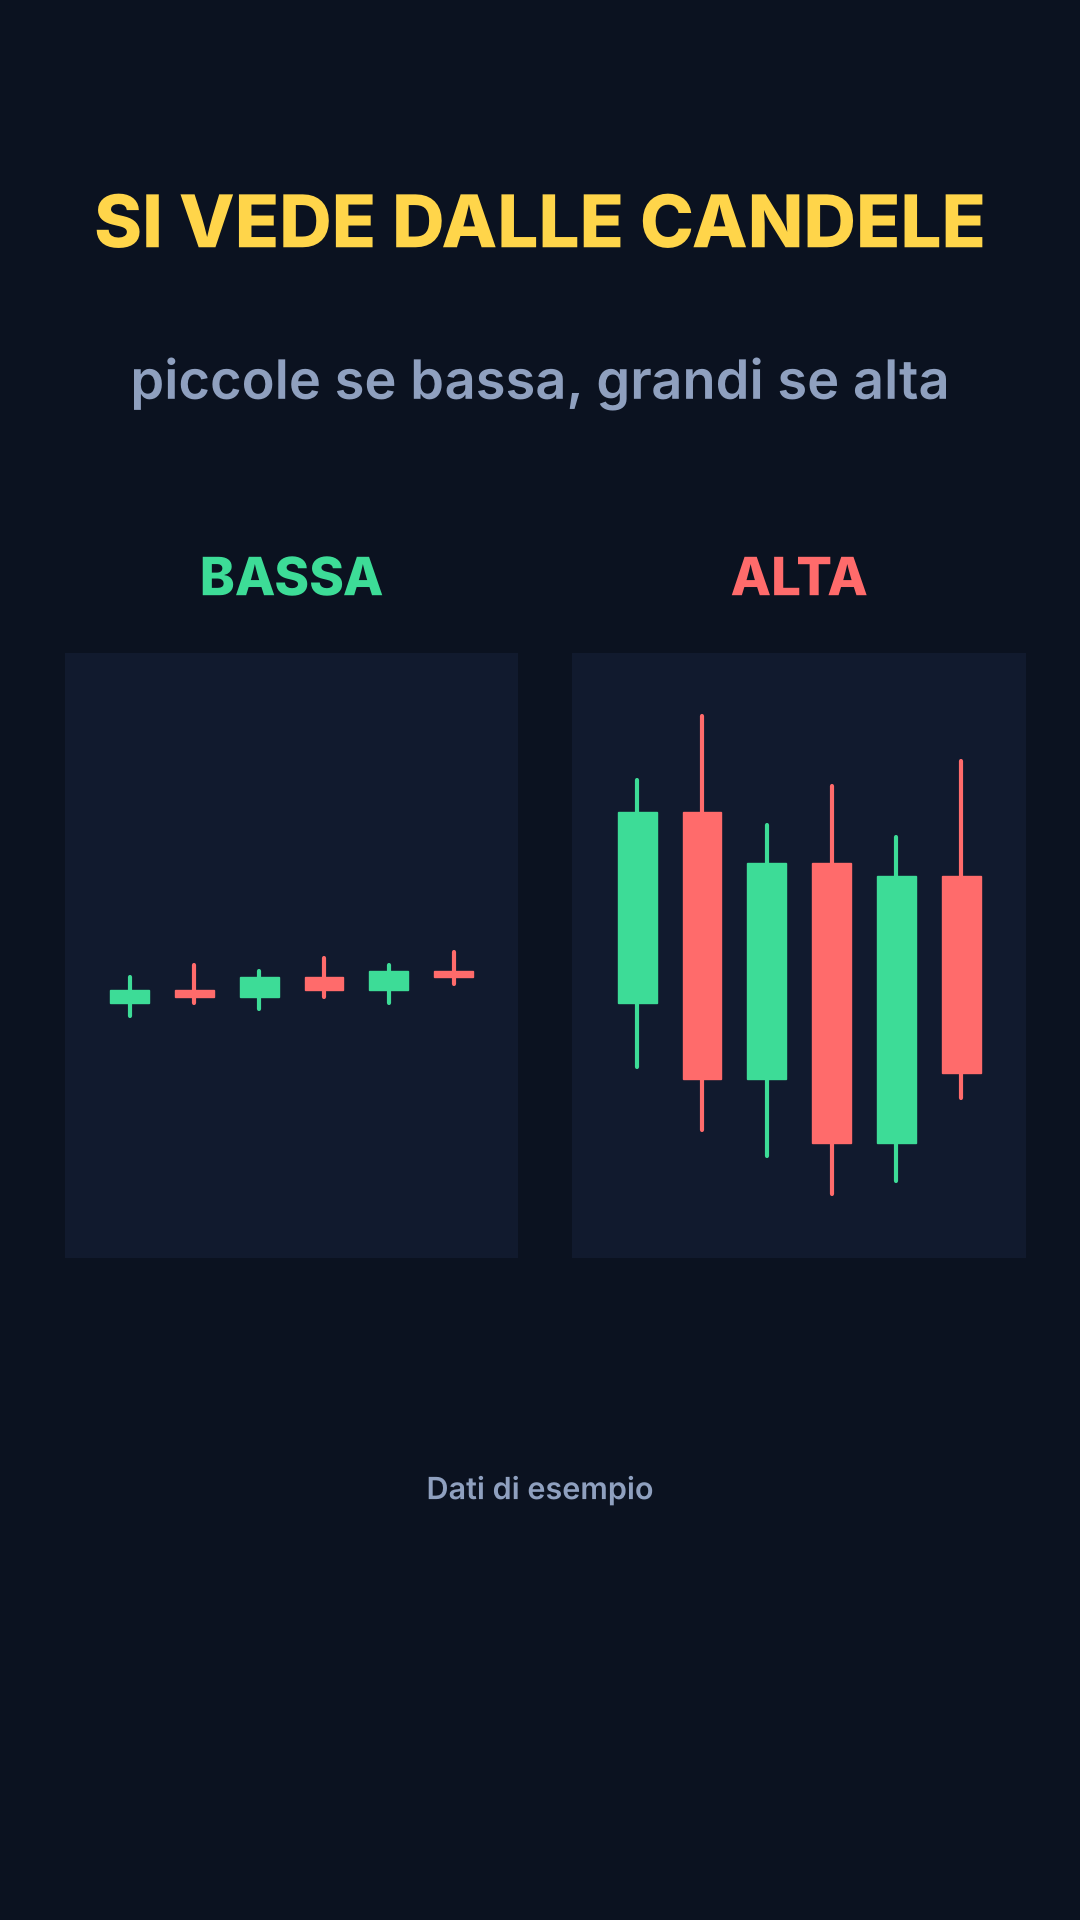 SI VEDE DALLE CANDELE
piccole se bassa, grandi se alta
BASSA
ALTA
Dati di esempio